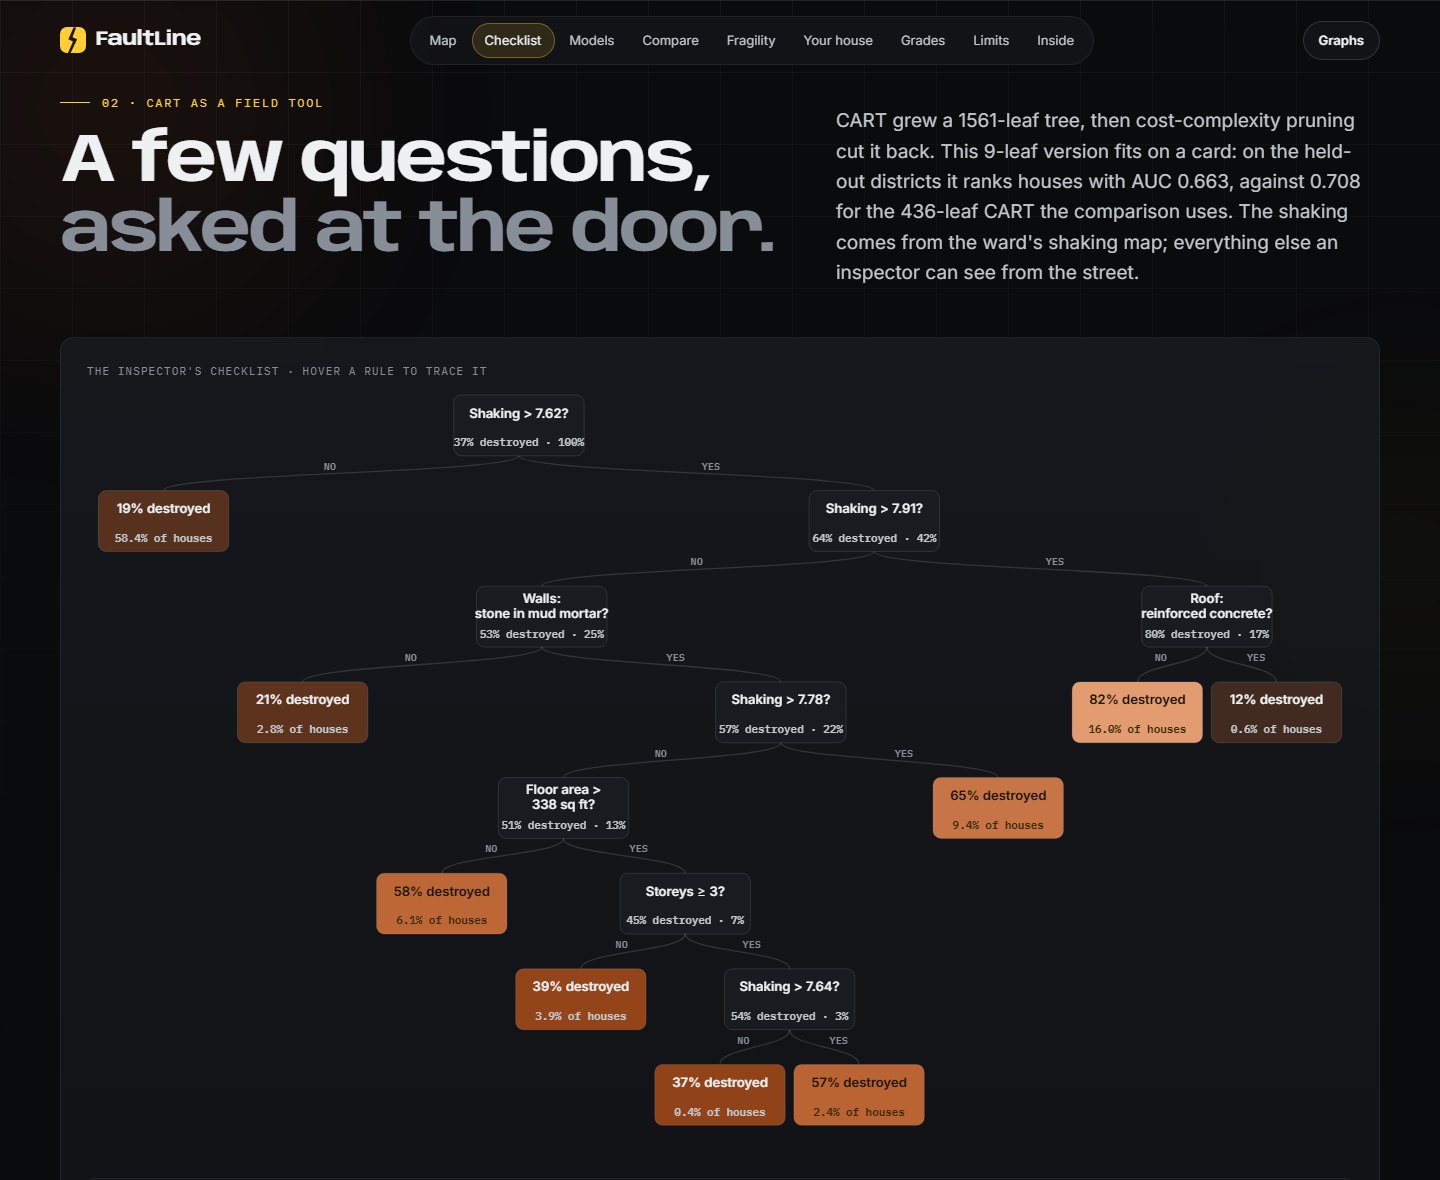 FaultLine
Map
Checklist
Models
Compare
Fragility
Your house
Grades
Limits
Inside
Graphs
02 · CART AS A FIELD TOOL
A few questions,
asked at the door.
CART grew a 1561-leaf tree, then cost-complexity pruning
cut it back. This 9-leaf version fits on a card: on the held-
out districts it ranks houses with AUC 0.663, against 0.708
for the 436-leaf CART the comparison uses. The shaking
comes from the ward's shaking map; everything else an
inspector can see from the street.
THE INSPECTOR'S CHECKLIST · HOVER A RULE TO TRACE IT
Shaking > 7.62?
37% destroyed · 100%
NO
YES
19% destroyed
58.4% of houses
Shaking > 7.91?
64% destroyed · 42%
NO
YES
Walls:
stone in mud mortar?
53% destroyed · 25%
Roof:
reinforced concrete?
80% destroyed · 17%
NO
YES
NO
YES
21% destroyed
2.8% of houses
Shaking > 7.78?
57% destroyed · 22%
82% destroyed
16.0% of houses
12% destroyed
0.6% of houses
NO
YES
Floor area >
338 sq ft?
51% destroyed · 13%
65% destroyed
9.4% of houses
NO
YES
58% destroyed
6.1% of houses
Storeys ≥ 3?
45% destroyed · 7%
NO
YES
39% destroyed
3.9% of houses
Shaking > 7.64?
54% destroyed · 3%
NO
YES
37% destroyed
0.4% of houses
57% destroyed
2.4% of houses